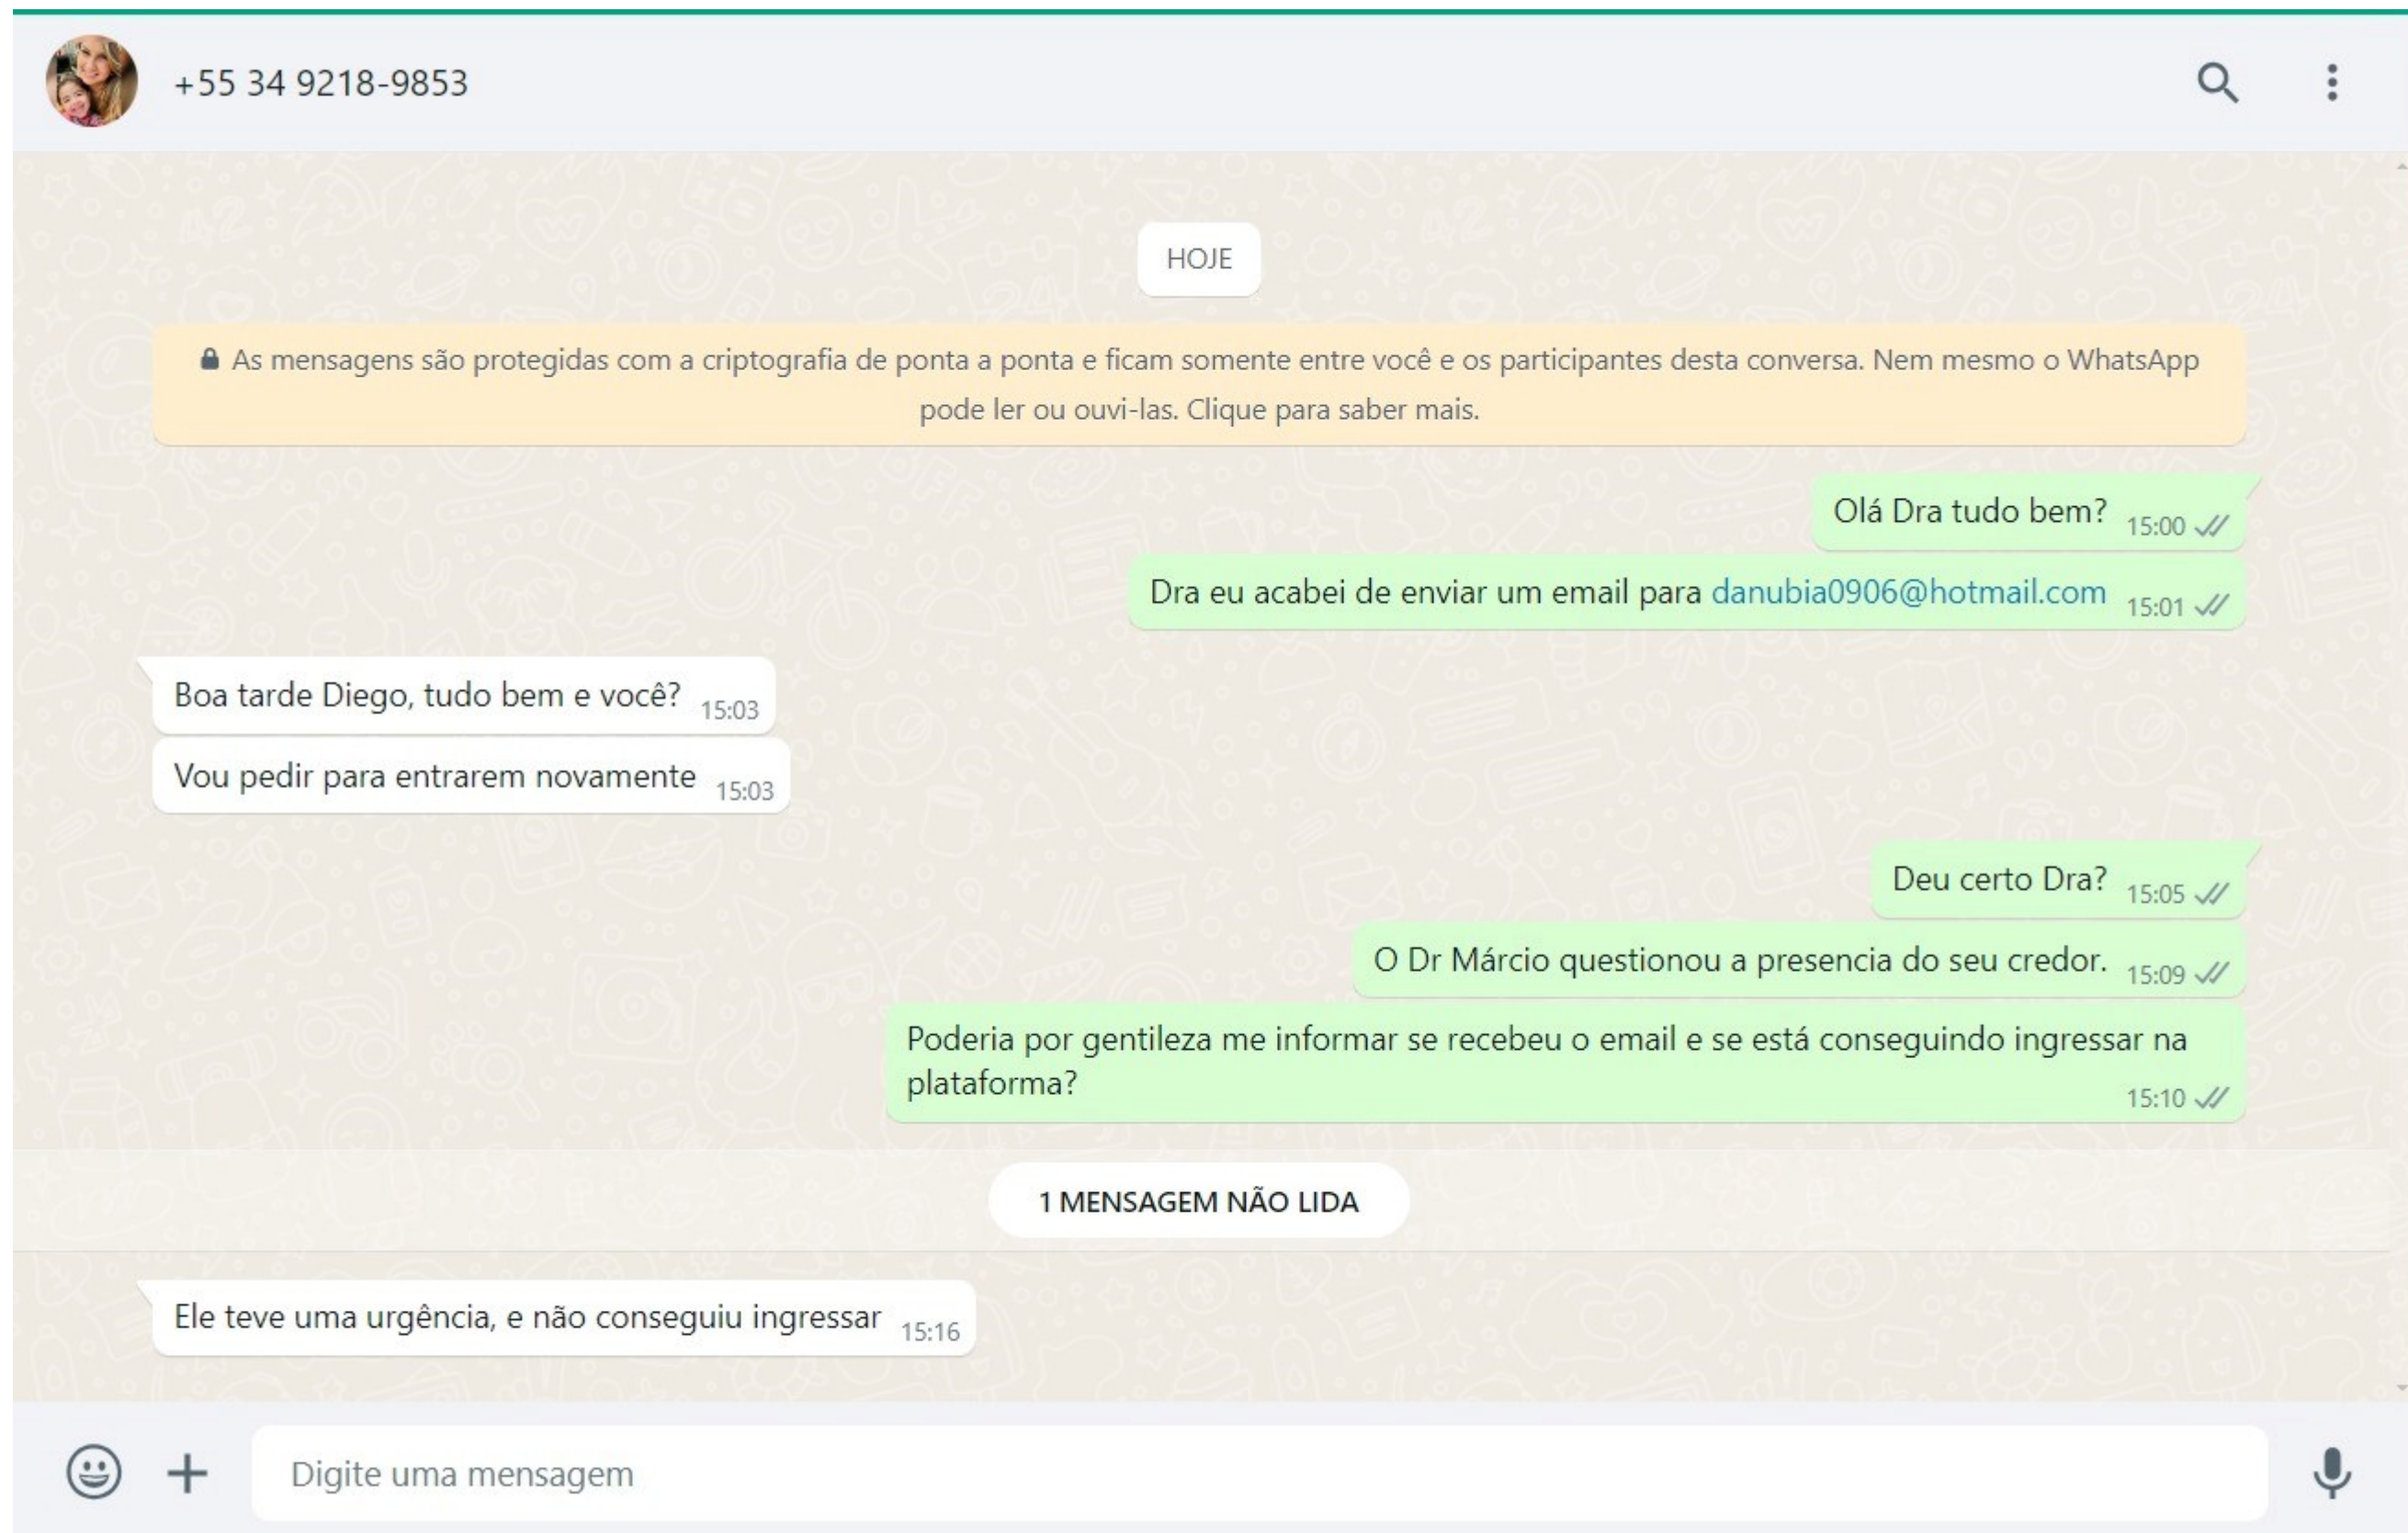 +55 34 9218-9853
HOJE
As mensagens são protegidas com a criptografia de ponta a ponta e ficam somente entre você e os participantes desta conversa. Nem mesmo o WhatsApp
pode ler ou ouvi-las. Clique para saber mais.
Olá Dra tudo bem? 15:00
Dra eu acabei de enviar um email para danubia0906@hotmail.com 15:01
Boa tarde Diego, tudo bem e você? 15:03
Vou pedir para entrarem novamente 15:03
Deu certo Dra? 15:05
O Dr Márcio questionou a presencia do seu credor. 15:09
Poderia por gentileza me informar se recebeu o email e se está conseguindo ingressar na
plataforma? 15:10
1 MENSAGEM NÃO LIDA
Ele teve uma urgência, e não conseguiu ingressar 15:16
Digite uma mensagem